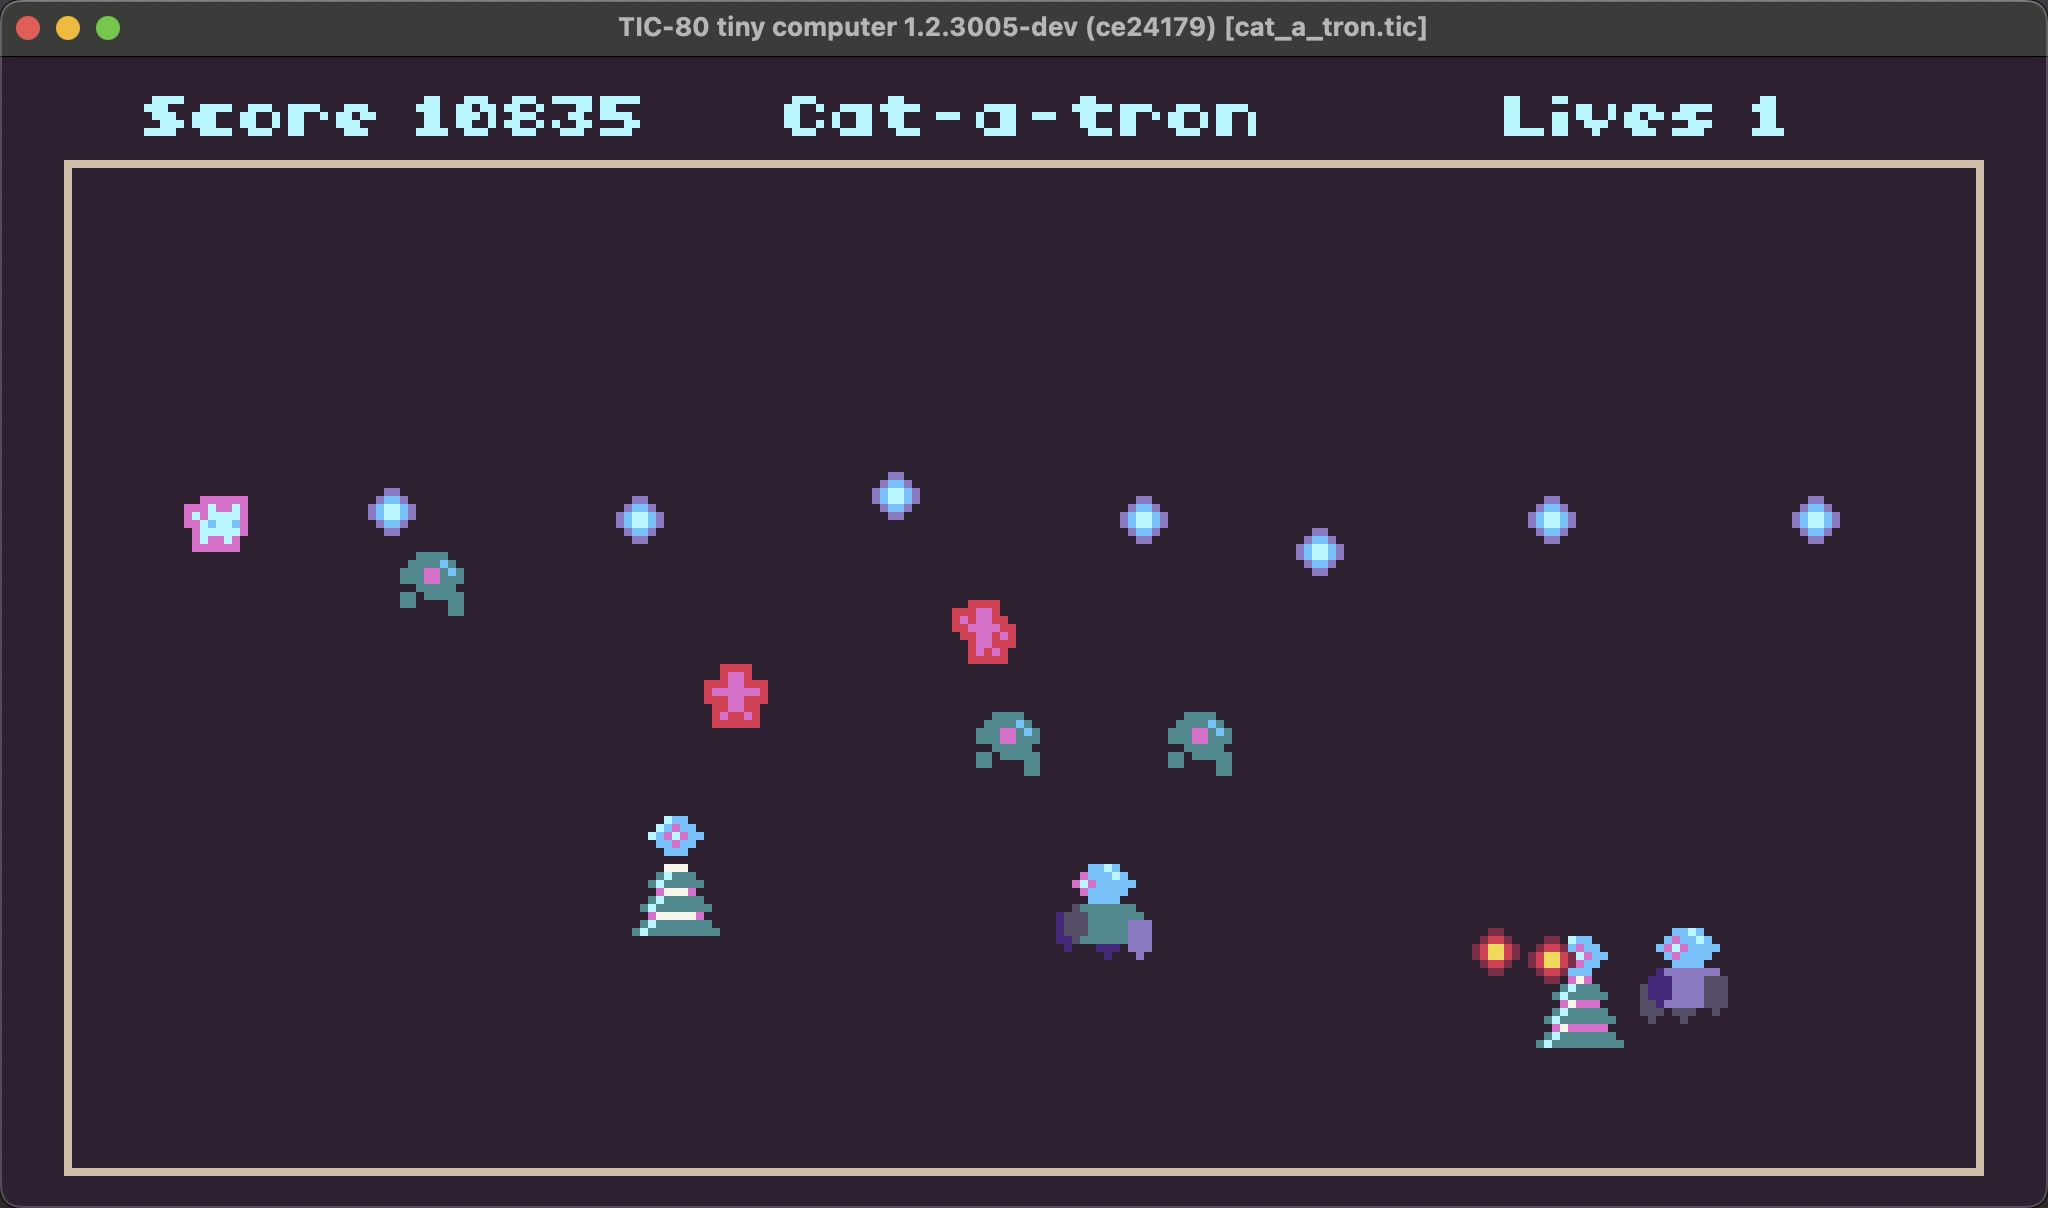 TIC-80 tiny computer 1.2.3005-dev (ce24179) [cat_a_tron.tic]
Score 10835 Cat-a-tron Lives 1